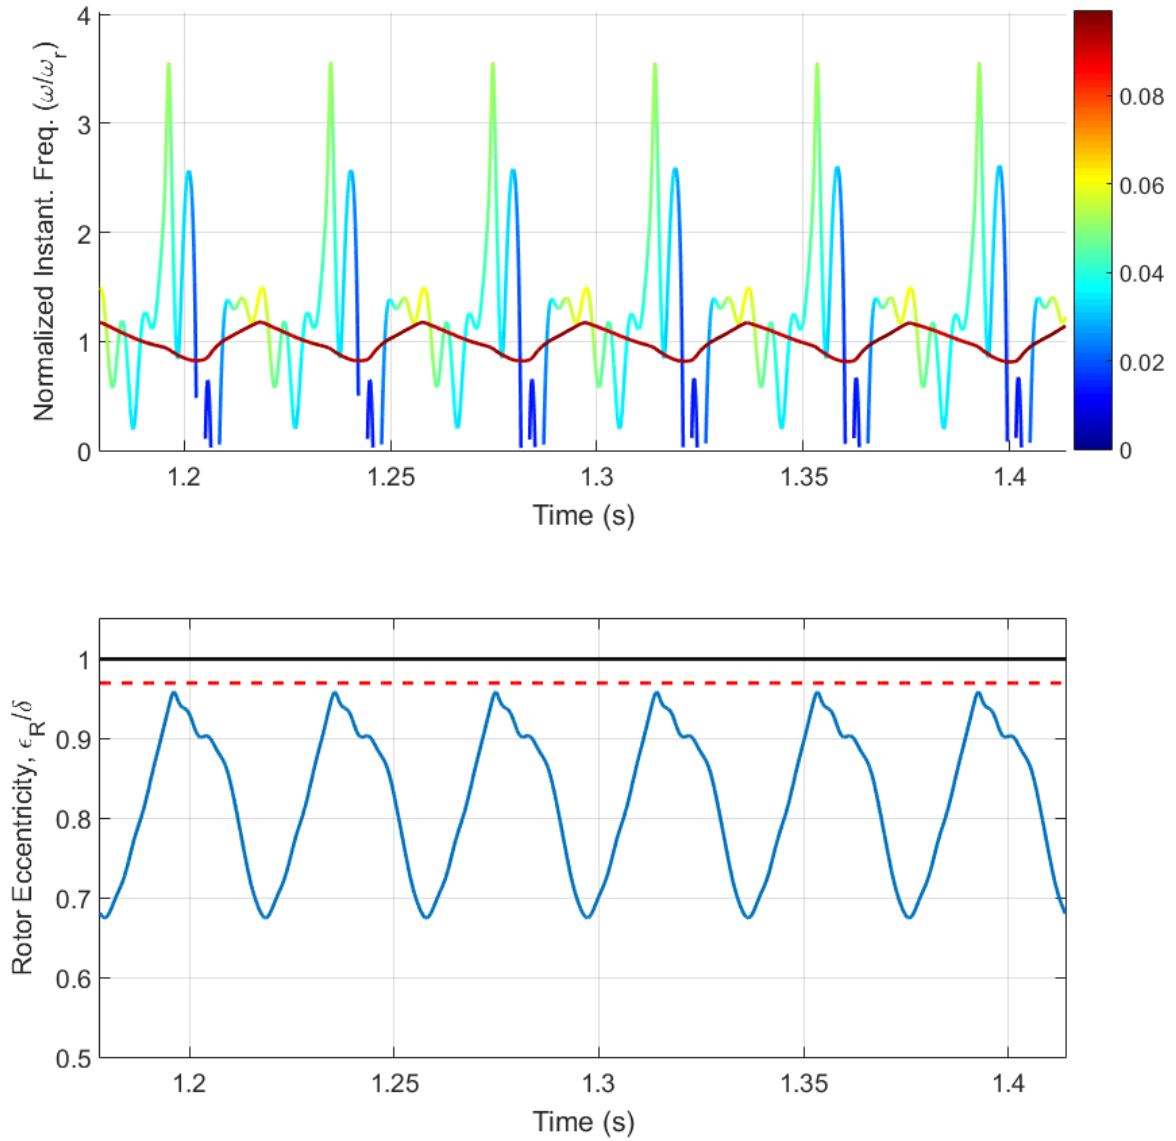 4
3
2
1
0
Normalized Instant. Freq. (ω/ω_r)
1.2 1.25 1.3 1.35 1.4
Time (s)
0.08
0.06
0.04
0.02
0
1
0.9
0.8
0.7
0.6
0.5
Rotor Eccentricity, ϵ_R/δ
1.2 1.25 1.3 1.35 1.4
Time (s)